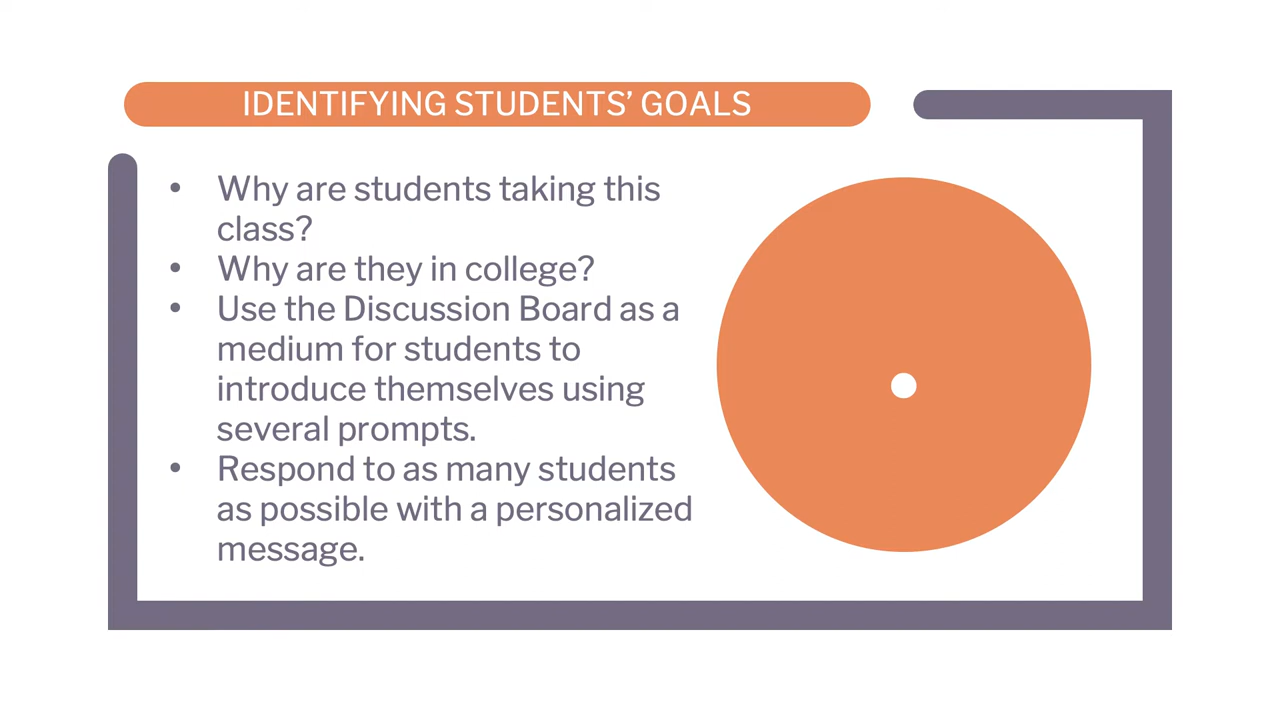 IDENTIFYING STUDENTS’ GOALS
• Why are students taking this
class?
• Why are they in college?
• Use the Discussion Board as a
medium for students to
introduce themselves using
several prompts.
• Respond to as many students
as possible with a personalized
message.